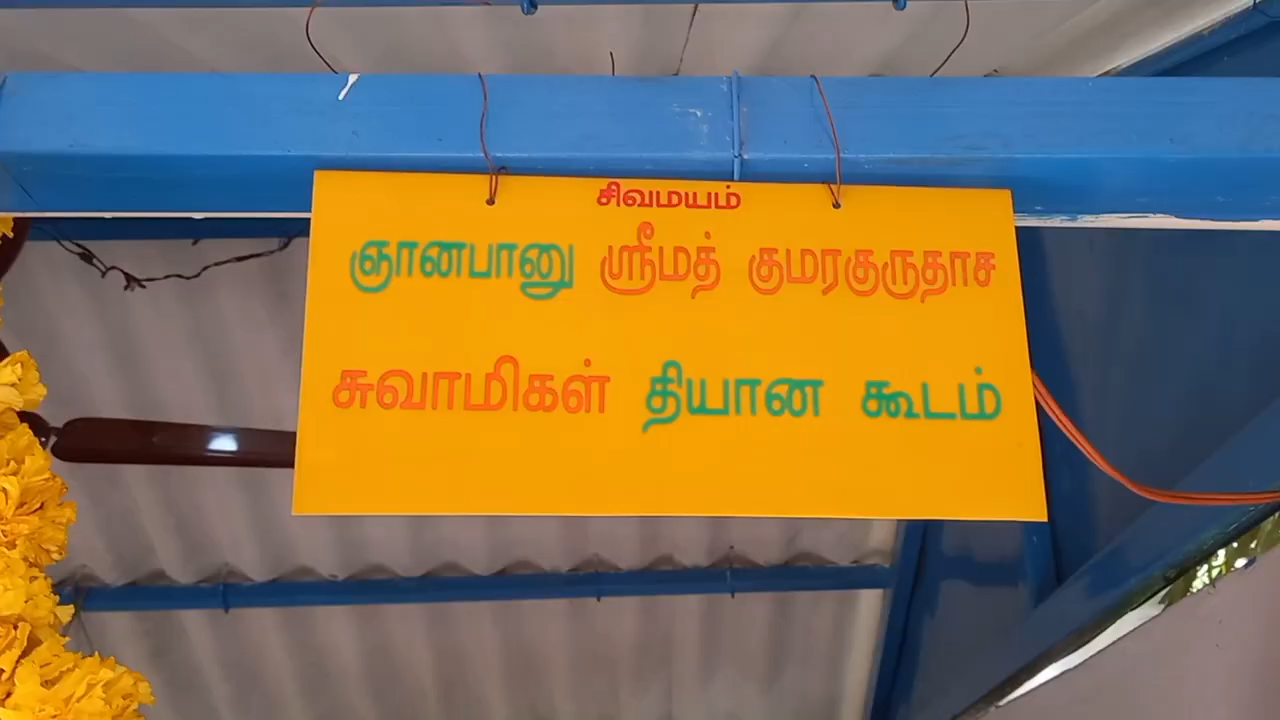 சிவமயம்
ஞானபானு ஸ்ரீமத் குமரகுருதாச
சுவாமிகள் தியான கூடம்